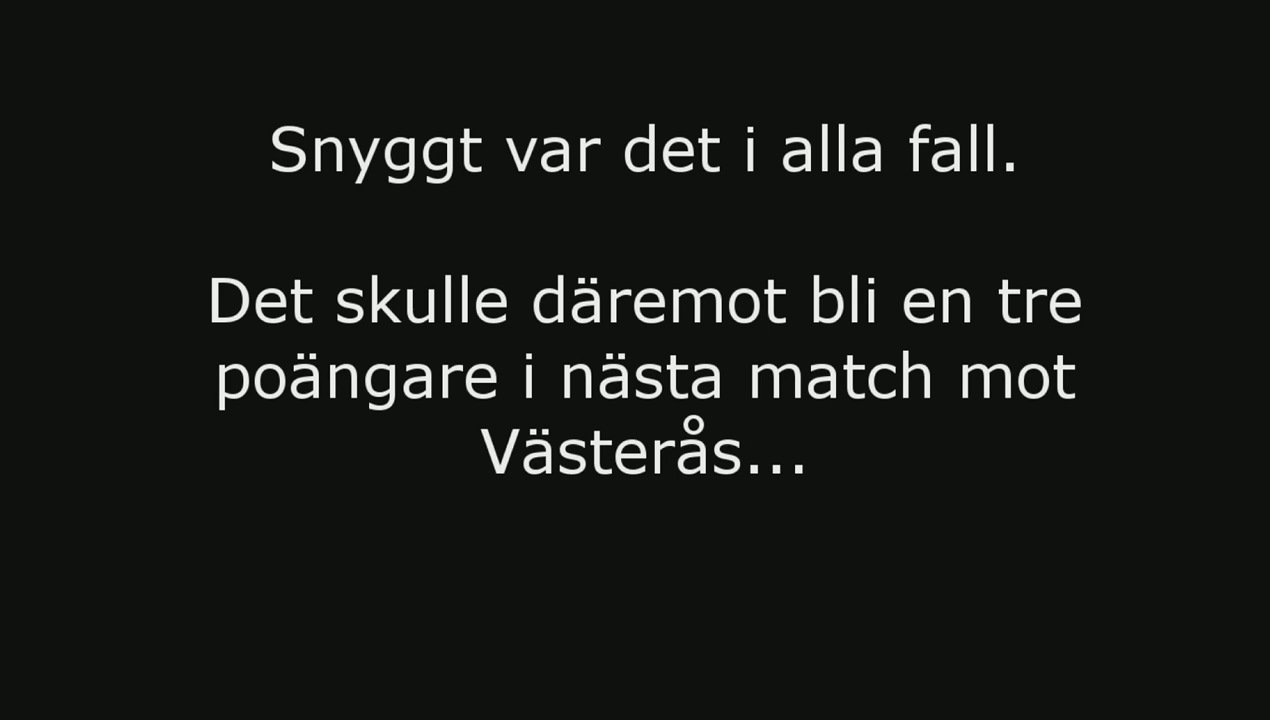 Snyggt var det i alla fall.
Det skulle däremot bli en tre
poängare i nästa match mot
Västerås...